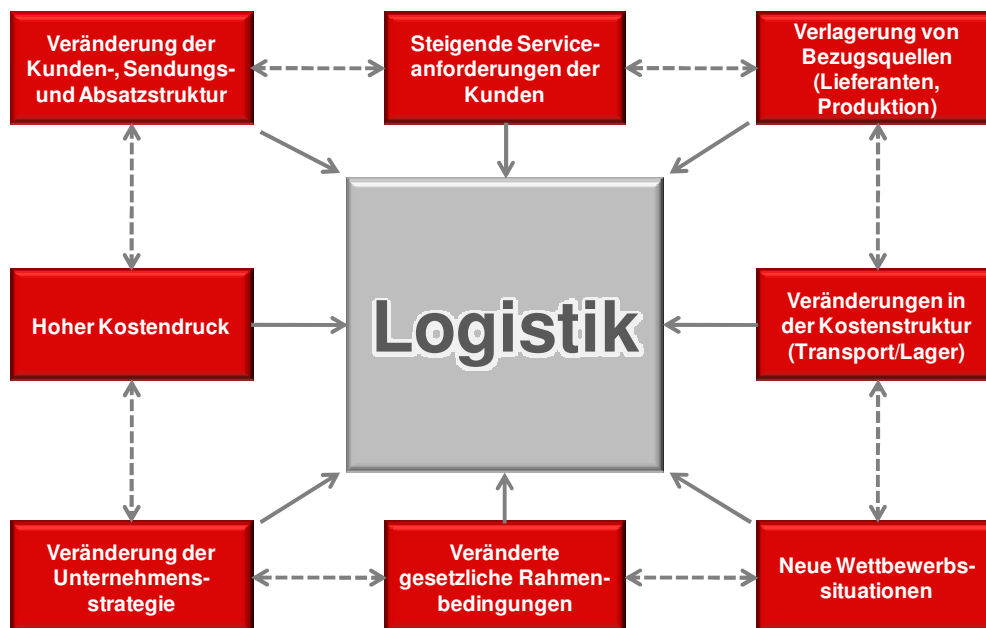 Veränderung der
Kunden-, Sendungs-
und Absatzstruktur
Steigende Service-
anforderungen der
Kunden
Verlagerung von
Bezugsquellen
(Lieferanten,
Produktion)
Hoher Kostendruck
Logistik
Veränderungen in
der Kostenstruktur
(Transport/Lager)
Veränderung der
Unternehmens-
strategie
Veränderte
gesetzliche Rahmen-
bedingungen
Neue Wettbewerbs-
situationen